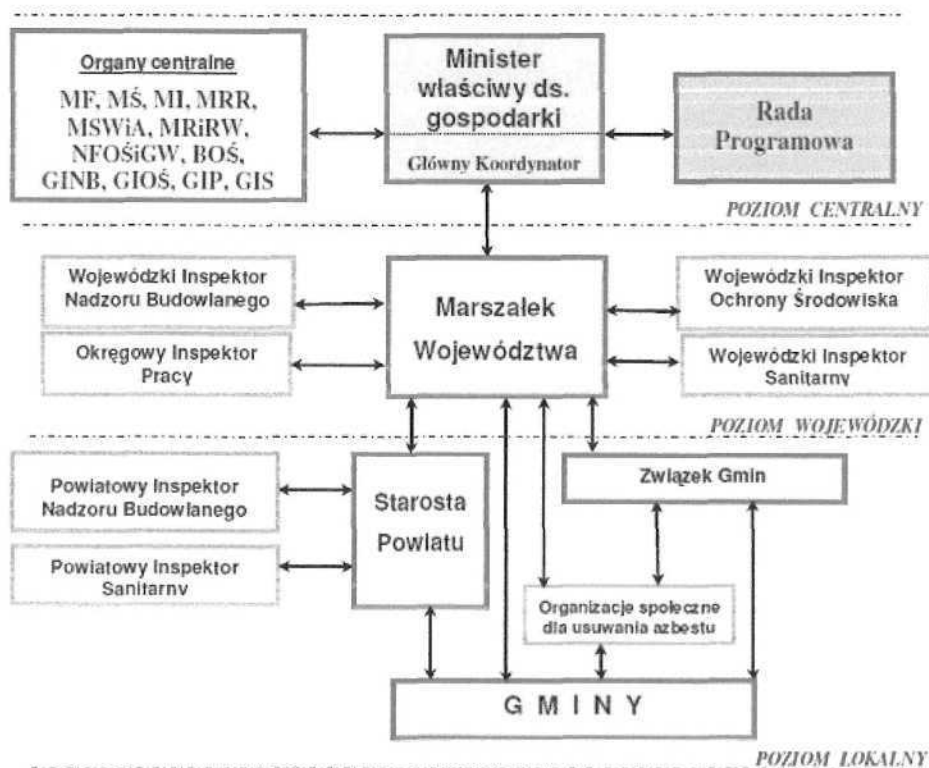 Organy centralne
MF, MŚ, MI, MRR,
MSWiA, MRiRW,
NFOŚiGW, BOŚ,
GINB, GIOŚ, GIP, GIS
Minister
właściwy ds.
gospodarki
Główny Koordynator
Rada
Programowa
POZIOM CENTRALNY
Wojewódzki Inspektor
Nadzoru Budowlanego
Okręgowy Inspektor
Pracy
Marszałek
Województwa
Wojewódzki Inspektor
Ochrony Środowiska
Wojewódzki Inspektor
Sanitarny
POZIOM WOJEWÓDZKI
Powiatowy Inspektor
Nadzoru Budowlanego
Powiatowy Inspektor
Sanitarny
Starosta
Powiatu
Związek Gmin
Organizacje społeczne
dla usuwania azbestu
G M I N Y
POZIOM LOKALNY